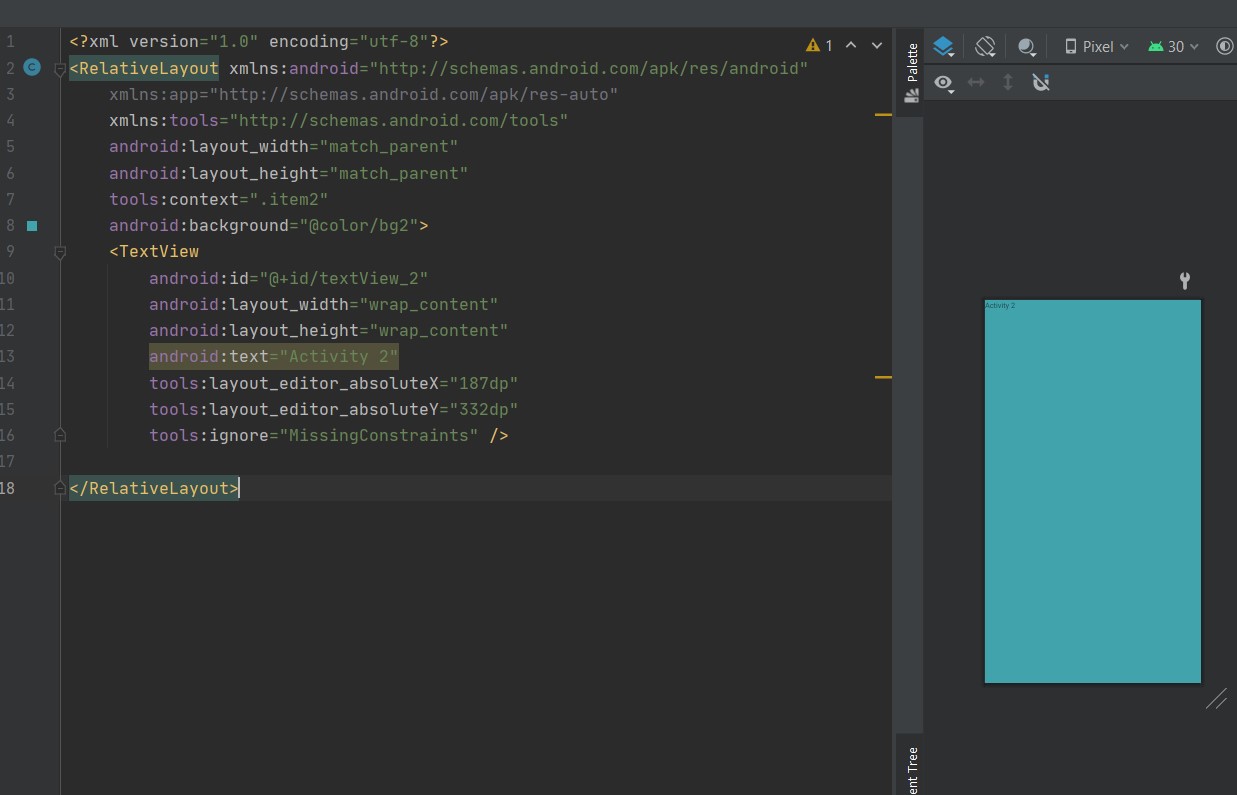 1 <?xml version="1.0" encoding="utf-8"?>
2 <RelativeLayout xmlns:android="http://schemas.android.com/apk/res/android"
3 xmlns:app="http://schemas.android.com/apk/res-auto"
4 xmlns:tools="http://schemas.android.com/tools"
5 android:layout_width="match_parent"
6 android:layout_height="match_parent"
7 tools:context=".item2"
8 android:background="@color/bg2">
9 <TextView
10 android:id="@+id/textView_2"
11 android:layout_width="wrap_content"
12 android:layout_height="wrap_content"
13 android:text="Activity 2"
14 tools:layout_editor_absoluteX="187dp"
15 tools:layout_editor_absoluteY="332dp"
16 tools:ignore="MissingConstraints" />
17
18 </RelativeLayout>
C
1
Palette
Pixel
30
Activity 2
ent Tree